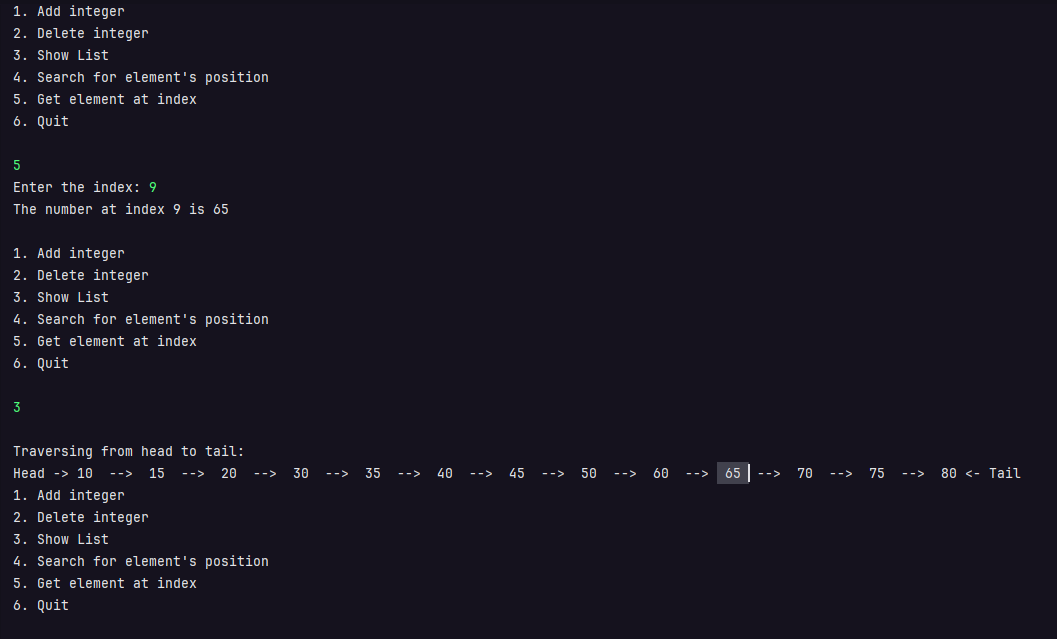 1. Add integer
2. Delete integer
3. Show List
4. Search for element's position
5. Get element at index
6. Quit
5
Enter the index: 9
The number at index 9 is 65
1. Add integer
2. Delete integer
3. Show List
4. Search for element's position
5. Get element at index
6. Quit
3
Traversing from head to tail:
Head -> 10  -->  15  -->  20  -->  30  -->  35  -->  40  -->  45  -->  50  -->  60  -->  65  -->  70  -->  75  -->  80 <- Tail
1. Add integer
2. Delete integer
3. Show List
4. Search for element's position
5. Get element at index
6. Quit